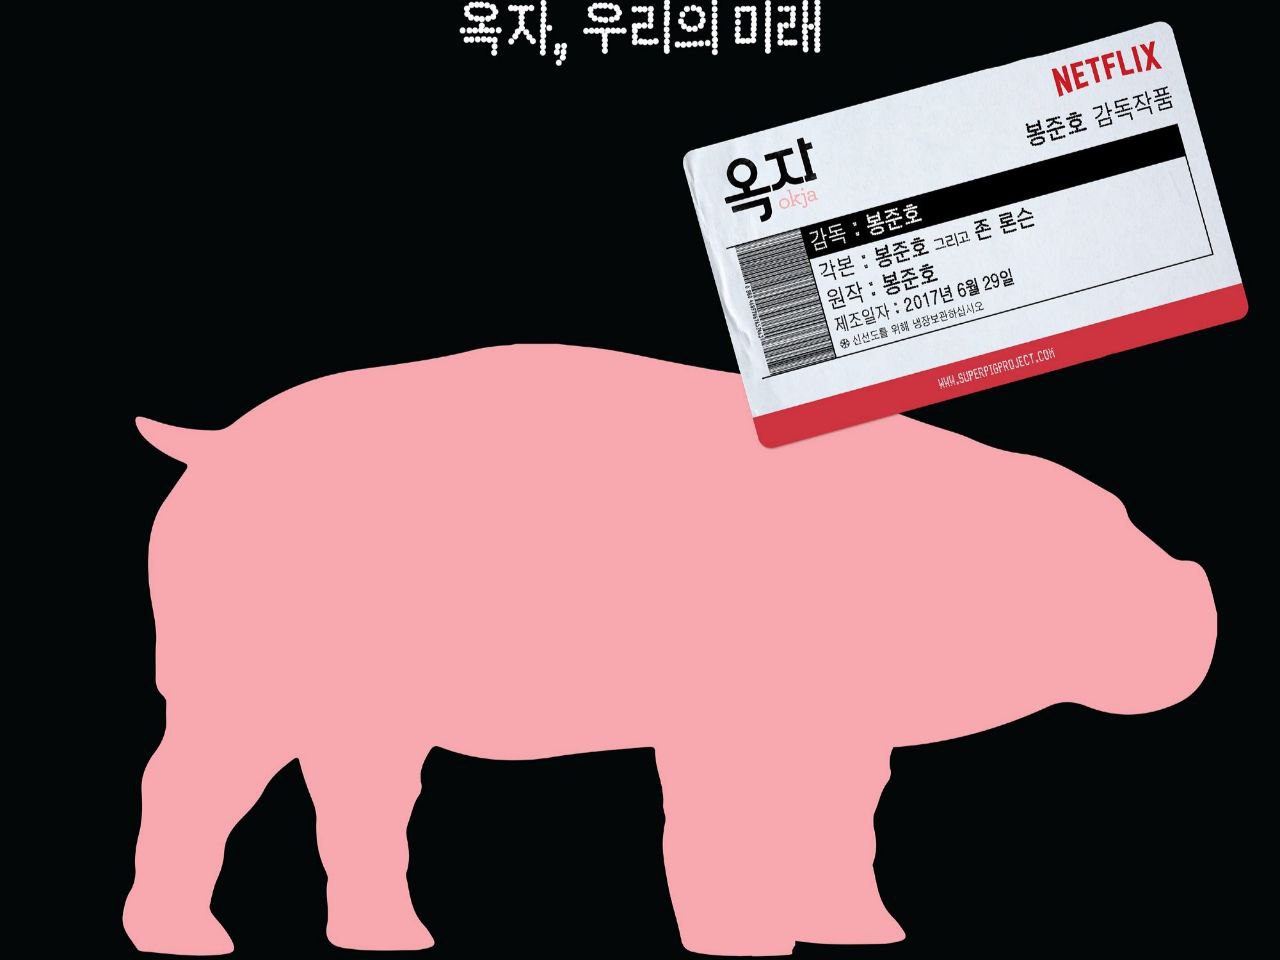 옥자, 우리의 미래
NETFLIX
봉준호 감독작품
옥자
okja
감독 : 봉준호
각본 : 봉준호 그리고 존 론슨
원작 : 봉준호
제조일자 : 2017년 6월 29일
신선도를 위해 냉장보관하십시오
WWW.SUPERPIGPROJECT.COM